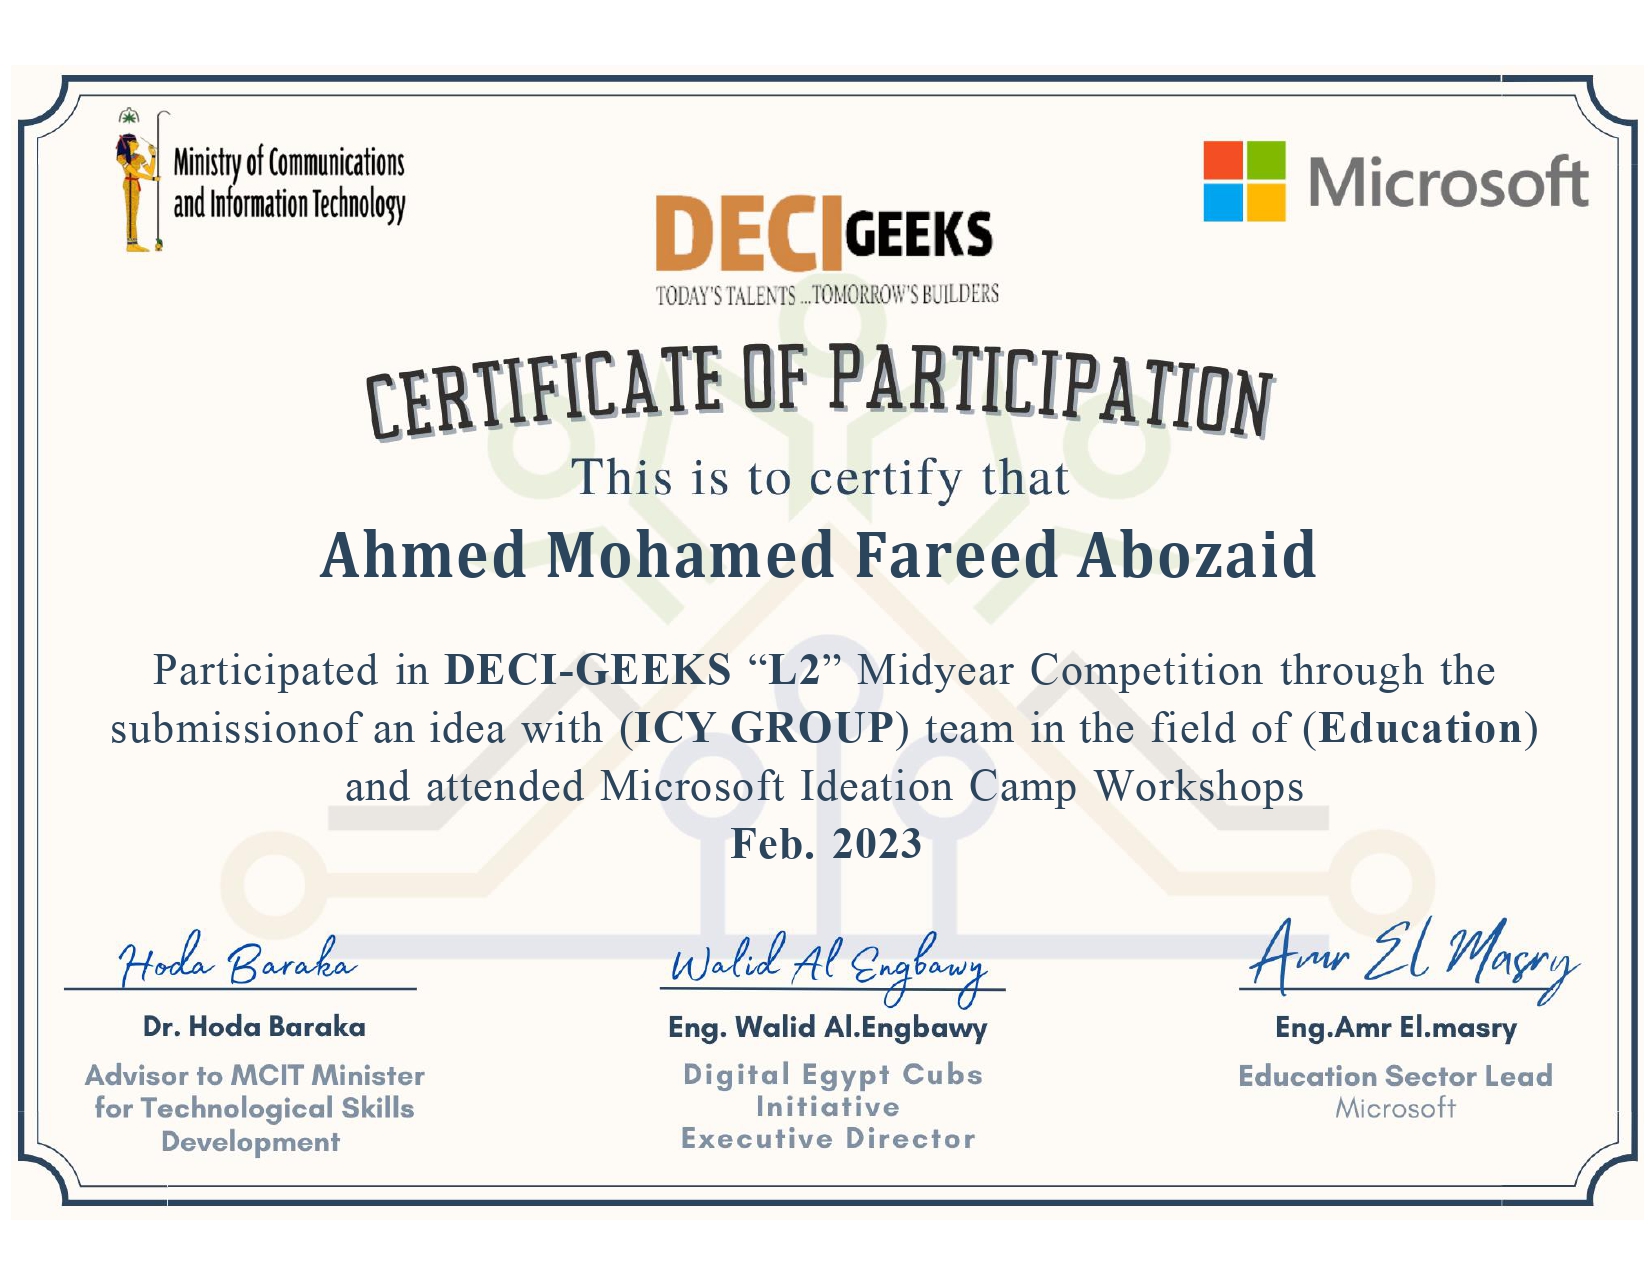 Ministry of Communications
and Information Technology
Microsoft
DECI GEEKS
TODAY'S TALENTS ...TOMORROW'S BUILDERS
CERTIFICATE OF PARTICIPATION
This is to certify that
Ahmed Mohamed Fareed Abozaid
Participated in DECI-GEEKS “L2” Midyear Competition through the
submissionof an idea with (ICY GROUP) team in the field of (Education)
and attended Microsoft Ideation Camp Workshops
Feb. 2023
Hoda Baraka
Dr. Hoda Baraka
Advisor to MCIT Minister
for Technological Skills
Development
Walid Al Engbawy
Eng. Walid Al.Engbawy
Digital Egypt Cubs
Initiative
Executive Director
Amr El Masry
Eng.Amr El.masry
Education Sector Lead
Microsoft